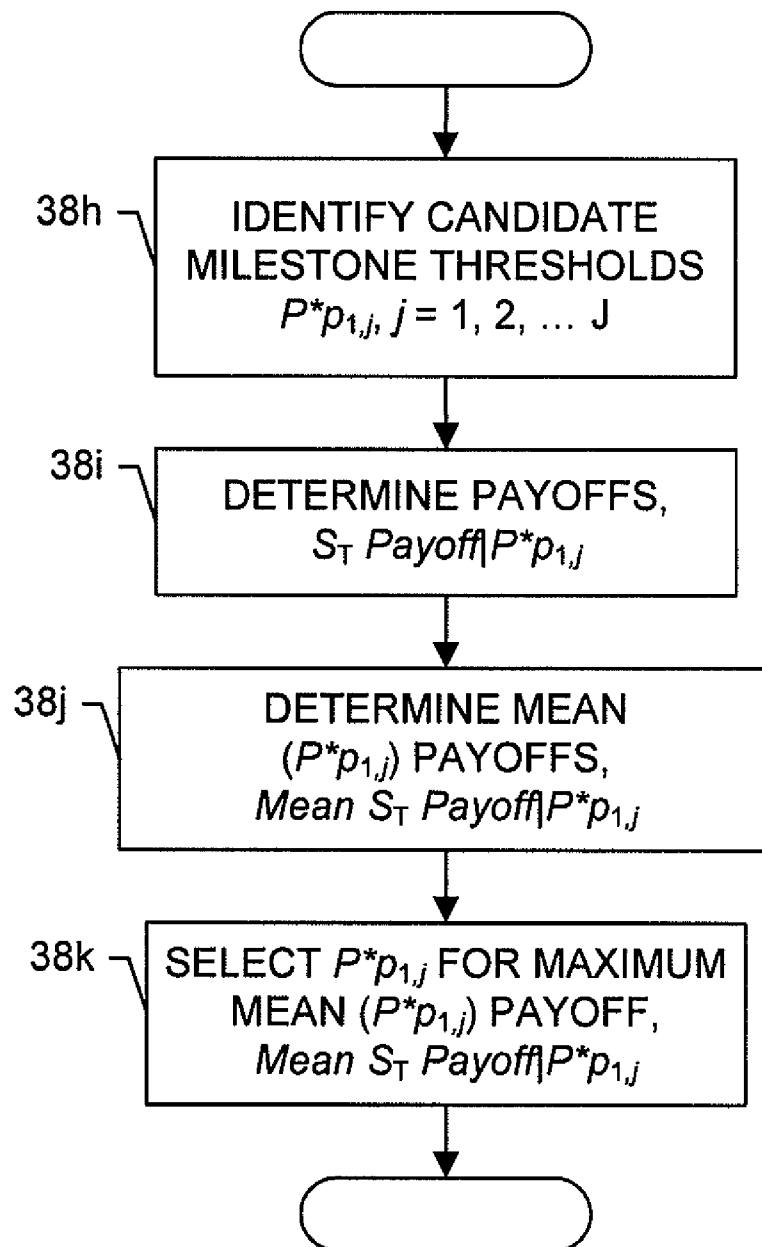 38h
IDENTIFY CANDIDATE
MILESTONE THRESHOLDS
P*p1,j, j = 1, 2, ... J
38i
DETERMINE PAYOFFS,
ST Payoff|P*p1,j
38j
DETERMINE MEAN
(P*p1,j) PAYOFFS,
Mean ST Payoff|P*p1,j
38k
SELECT P*p1,j FOR MAXIMUM
MEAN (P*p1,j) PAYOFF,
Mean ST Payoff|P*p1,j